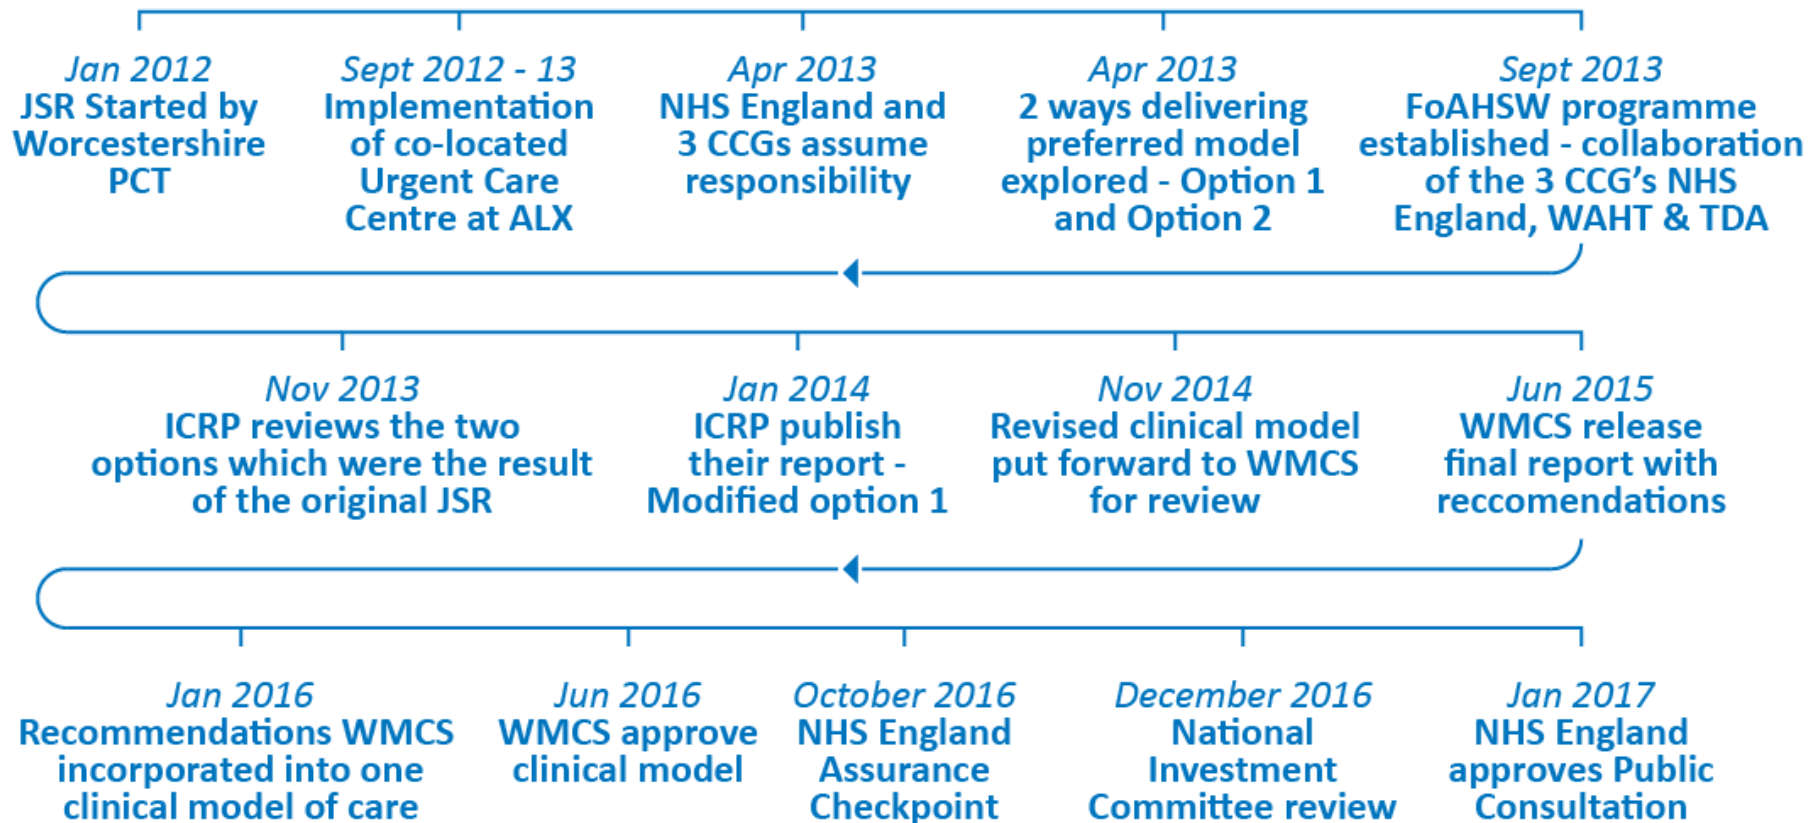 Jan 2012
JSR Started by
Worcestershire
PCT
Sept 2012 - 13
Implementation
of co-located
Urgent Care
Centre at ALX
Apr 2013
NHS England and
3 CCGs assume
responsibility
Apr 2013
2 ways delivering
preferred model
explored - Option 1
and Option 2
Sept 2013
FoAHSW programme
established - collaboration
of the 3 CCG’s NHS
England, WAHT & TDA
Nov 2013
ICRP reviews the two
options which were the result
of the original JSR
Jan 2014
ICRP publish
their report -
Modified option 1
Nov 2014
Revised clinical model
put forward to WMCS
for review
Jun 2015
WMCS release
final report with
reccomendations
Jan 2016
Recommendations WMCS
incorporated into one
clinical model of care
Jun 2016
WMCS approve
clinical model
October 2016
NHS England
Assurance
Checkpoint
December 2016
National
Investment
Committee review
Jan 2017
NHS England
approves Public
Consultation